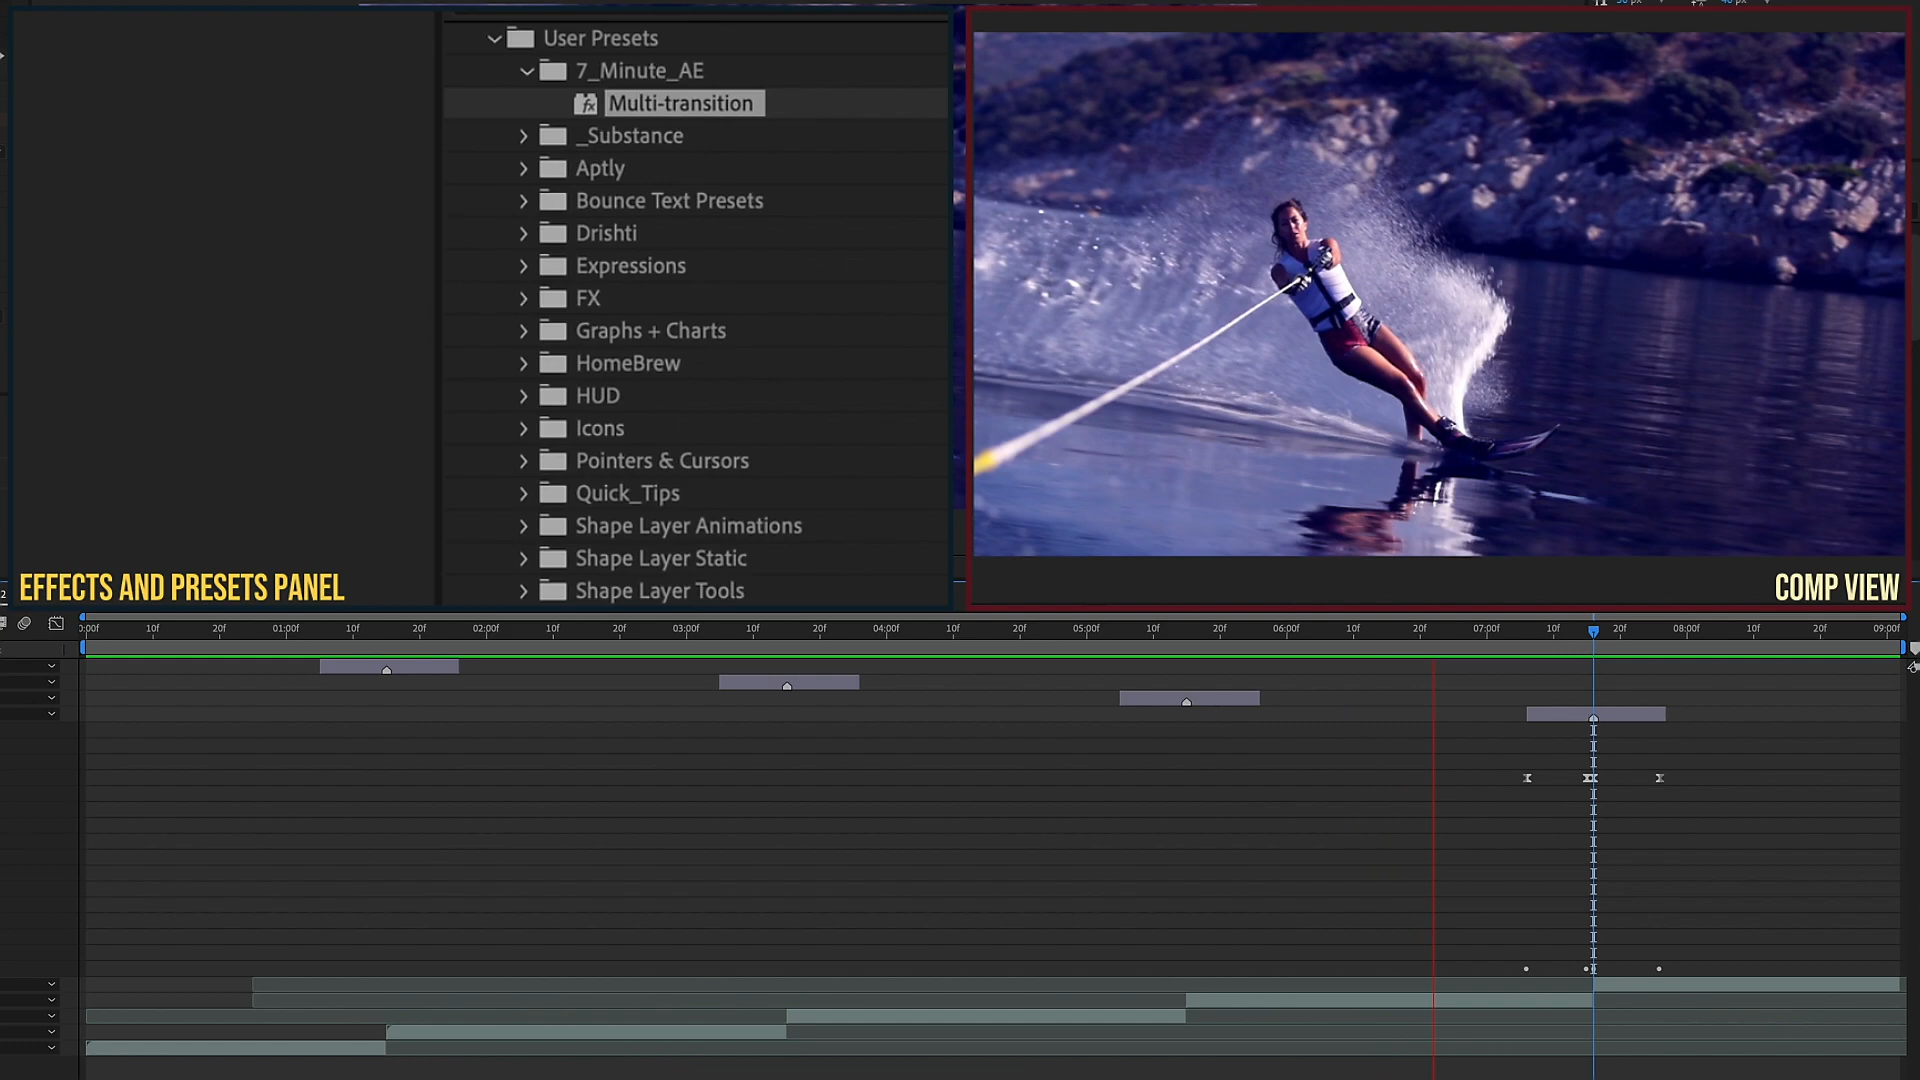 User Presets
7_Minute_AE
Multi-transition
_Substance
Aptly
Bounce Text Presets
Drishti
Expressions
FX
Graphs + Charts
HomeBrew
HUD
Icons
Pointers & Cursors
Quick_Tips
Shape Layer Animations
Shape Layer Static
Shape Layer Tools
EFFECTS AND PRESETS PANEL
COMP VIEW
0:00f 10f 20f 01:00f 10f 20f 02:00f 10f 20f 03:00f 10f 20f 04:00f 10f 20f 05:00f 10f 20f 06:00f 10f 20f 07:00f 10f 20f 08:00f 10f 20f 09:00f